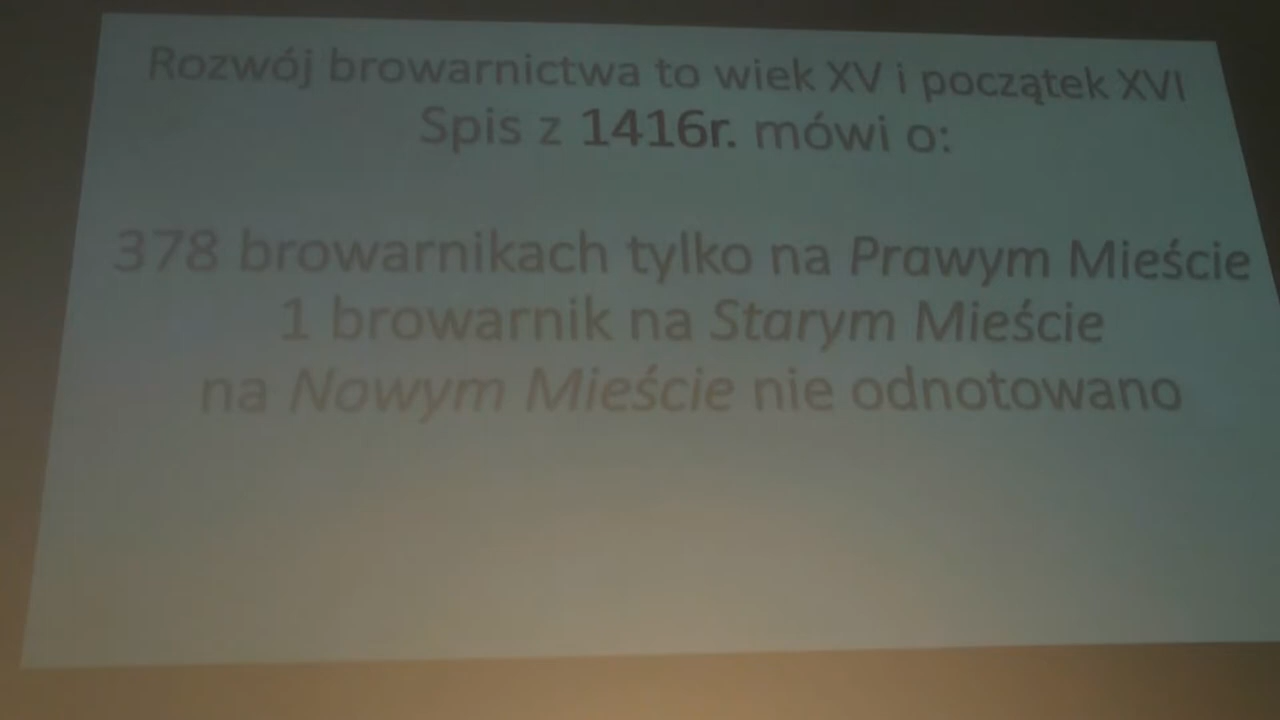 Rozwój browarnictwa to wiek XV i początek XVI
Spis z 1416r. mówi o:
378 browarnikach tylko na Prawym Mieście
1 browarnik na Starym Mieście
na Nowym Mieście nie odnotowano